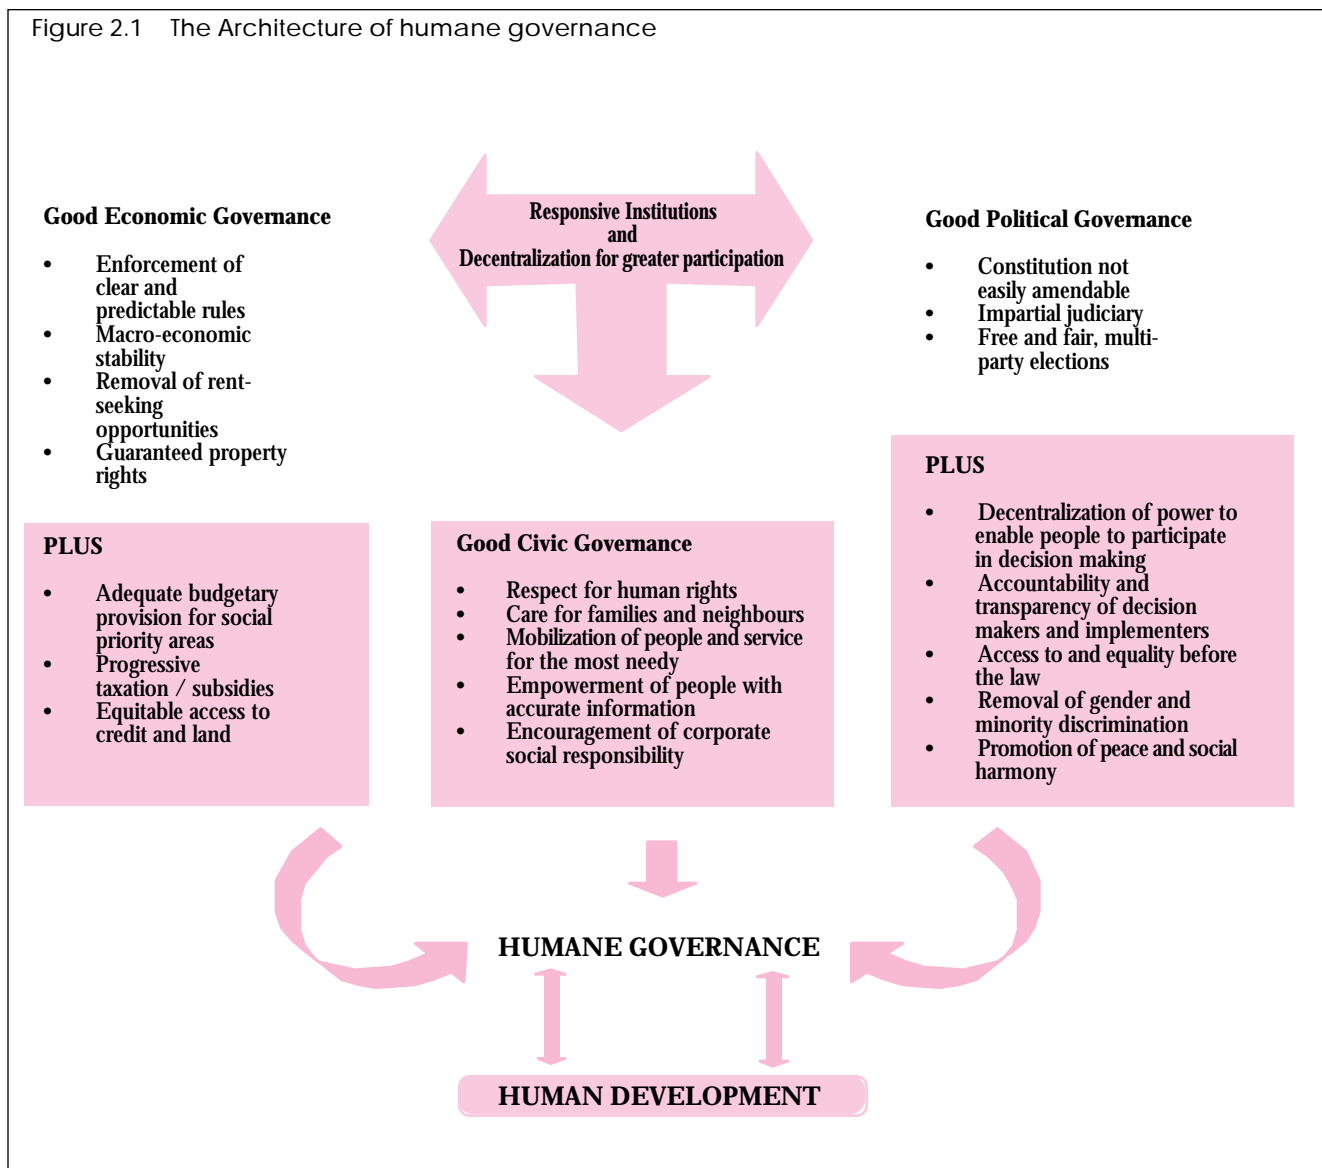 Figure 2.1 The Architecture of humane governance
Responsive Institutions
and
Decentralization for greater participation
Good Economic Governance
• Enforcement of
clear and
predictable rules
• Macro-economic
stability
• Removal of rent-
seeking
opportunities
• Guaranteed property
rights
PLUS
• Adequate budgetary
provision for social
priority areas
• Progressive
taxation / subsidies
• Equitable access to
credit and land
Good Civic Governance
• Respect for human rights
• Care for families and neighbours
• Mobilization of people and service
for the most needy
• Empowerment of people with
accurate information
• Encouragement of corporate
social responsibility
Good Political Governance
• Constitution not
easily amendable
• Impartial judiciary
• Free and fair, multi-
party elections
PLUS
• Decentralization of power to
enable people to participate
in decision making
• Accountability and
transparency of decision
makers and implementers
• Access to and equality before
the law
• Removal of gender and
minority discrimination
• Promotion of peace and social
harmony
HUMANE GOVERNANCE
HUMAN DEVELOPMENT